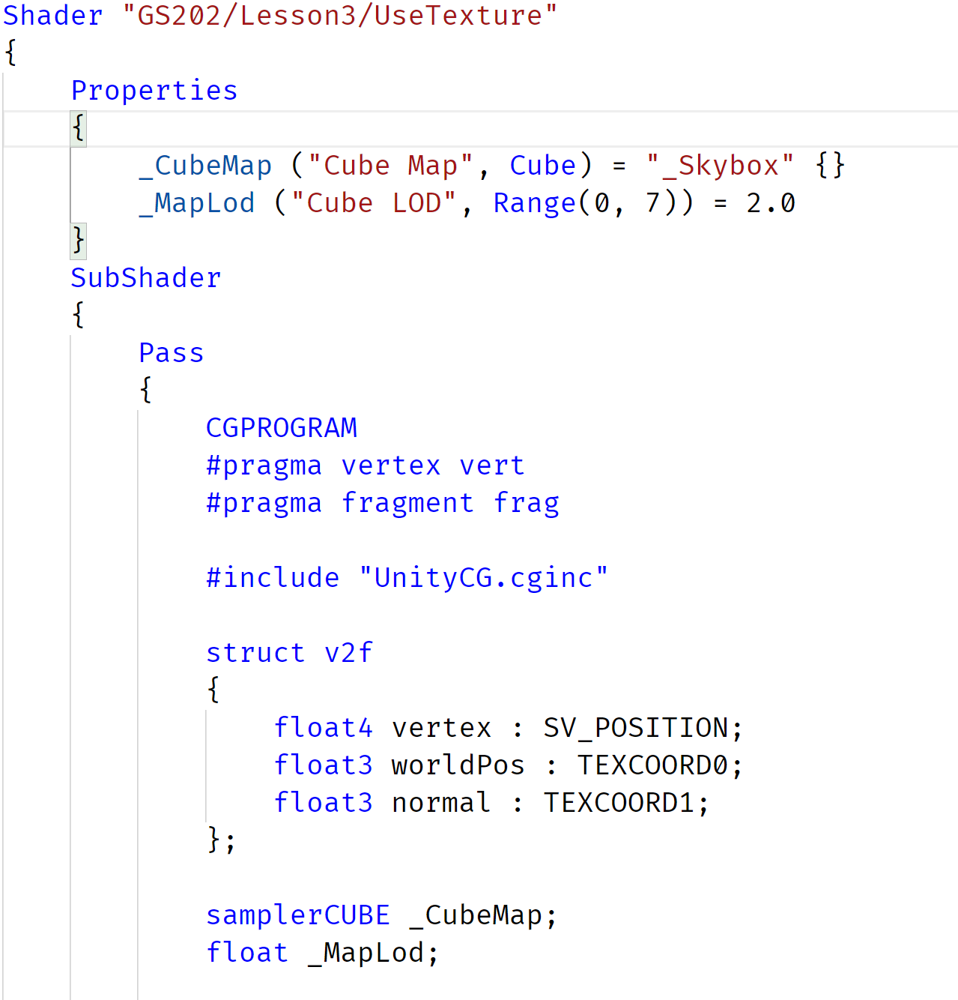 Shader "GS202/Lesson3/UseTexture"
{
    Properties
    {
        _CubeMap ("Cube Map", Cube) = "_Skybox" {}
        _MapLod ("Cube LOD", Range(0, 7)) = 2.0
    }
    SubShader
    {
        Pass
        {
            CGPROGRAM
            #pragma vertex vert
            #pragma fragment frag

            #include "UnityCG.cginc"

            struct v2f
            {
                float4 vertex : SV_POSITION;
                float3 worldPos : TEXCOORD0;
                float3 normal : TEXCOORD1;
            };

            samplerCUBE _CubeMap;
            float _MapLod;